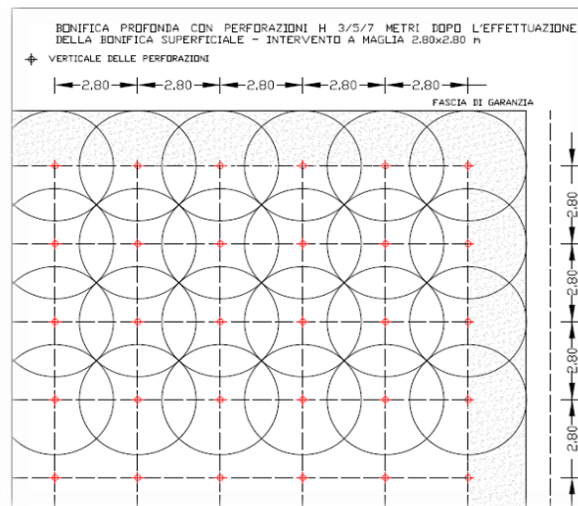 BONIFICA PROFONDA CON PERFORAZIONI H 3/5/7 METRI DOPO L'EFFETTUAZIONE
DELLA BONIFICA SUPERFICIALE - INTERVENTO A MAGLIA 2.80x2.80 m
VERTICALE DELLE PERFORAZIONI
2.80 2.80 2.80 2.80 2.80
FASCIA DI GARANZIA
2.80
2.80
2.80
2.80